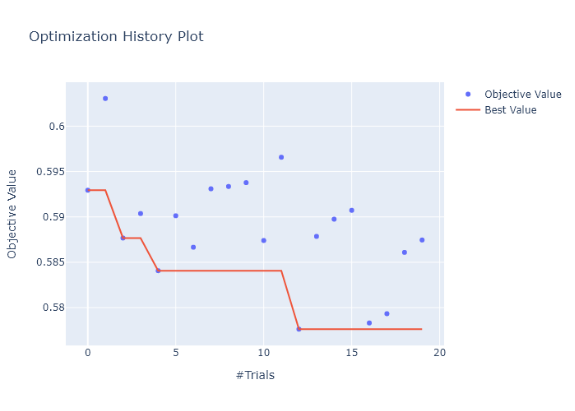 Optimization History Plot
Objective Value
Best Value
0.6
0.595
0.59
0.585
0.58
Objective Value
0
5
10
15
20
#Trials